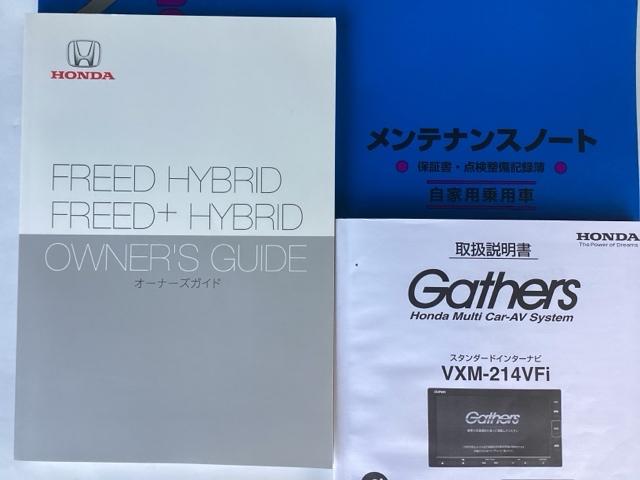 HONDA
FREED HYBRID
FREED+ HYBRID
OWNER'S GUIDE
オーナーズガイド
メンテナンスノート
保証書・点検整備記録簿
自家用乗用車
HONDA
The Power of Dreams
取扱説明書
Gathers
Honda Multi Car-AV System
スタンダードインターナビ
VXM-214VFi
Gathers